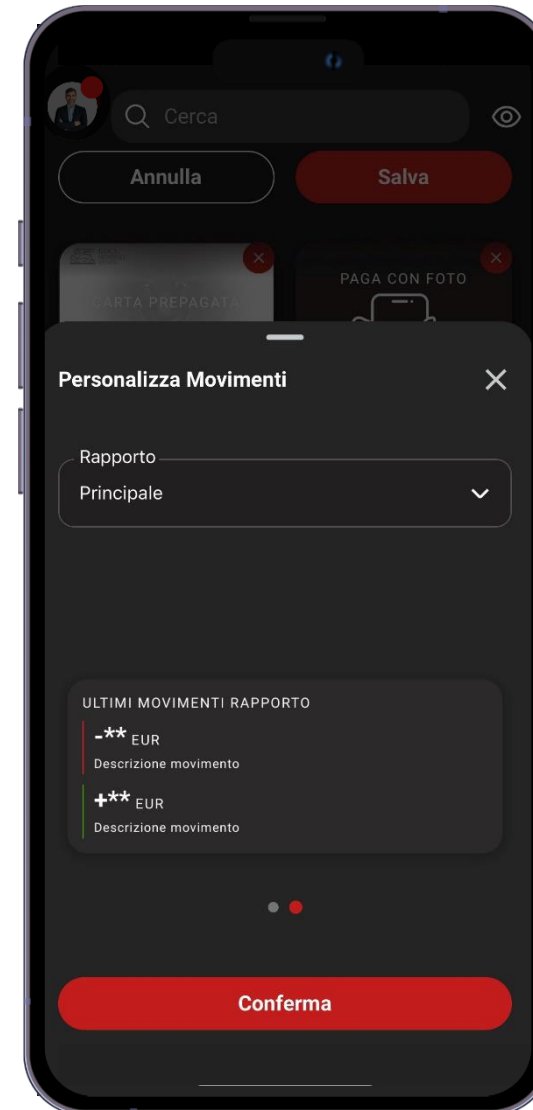 Cerca
Annulla
Salva
CARTA PREPAGATA
PAGA CON FOTO
Personalizza Movimenti
Rapporto
Principale
ULTIMI MOVIMENTI RAPPORTO
-** EUR
Descrizione movimento
+** EUR
Descrizione movimento
Conferma